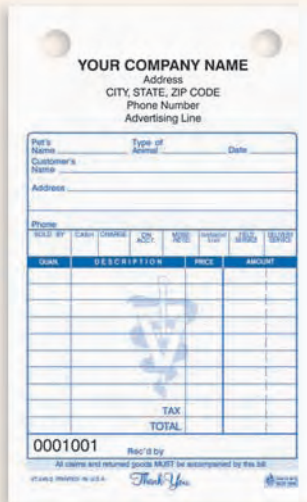 YOUR COMPANY NAME
Address
CITY, STATE, ZIP CODE
Phone Number
Advertising Line
Pet's Name Type of Animal Date
Customer's Name
Address
Phone
SOLD BY CASH CHARGE ON ACCT. MDSE. RETD. FIELD SERVICE
QUAN. DESCRIPTION PRICE AMOUNT
TAX
TOTAL
0001001 Rec'd by
All claims and returned goods MUST be accompanied by this bill.
PRINTED IN U.S.A. Thank You